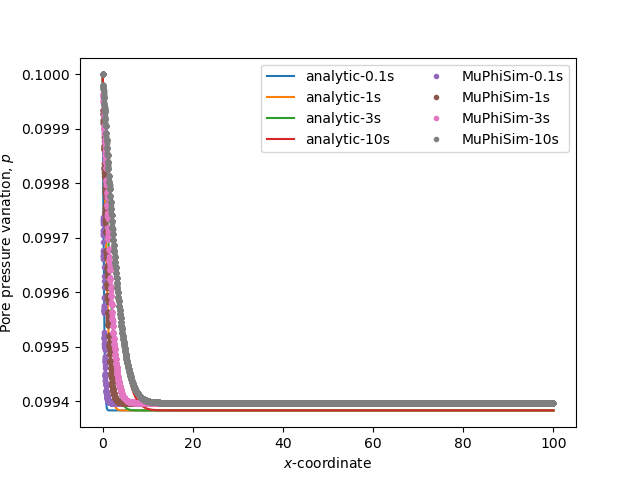 0.1000
0.0999
0.0998
0.0997
0.0996
0.0995
0.0994
Pore pressure variation, p
0
20
40
60
80
100
x-coordinate
analytic-0.1s
analytic-1s
analytic-3s
analytic-10s
MuPhiSim-0.1s
MuPhiSim-1s
MuPhiSim-3s
MuPhiSim-10s